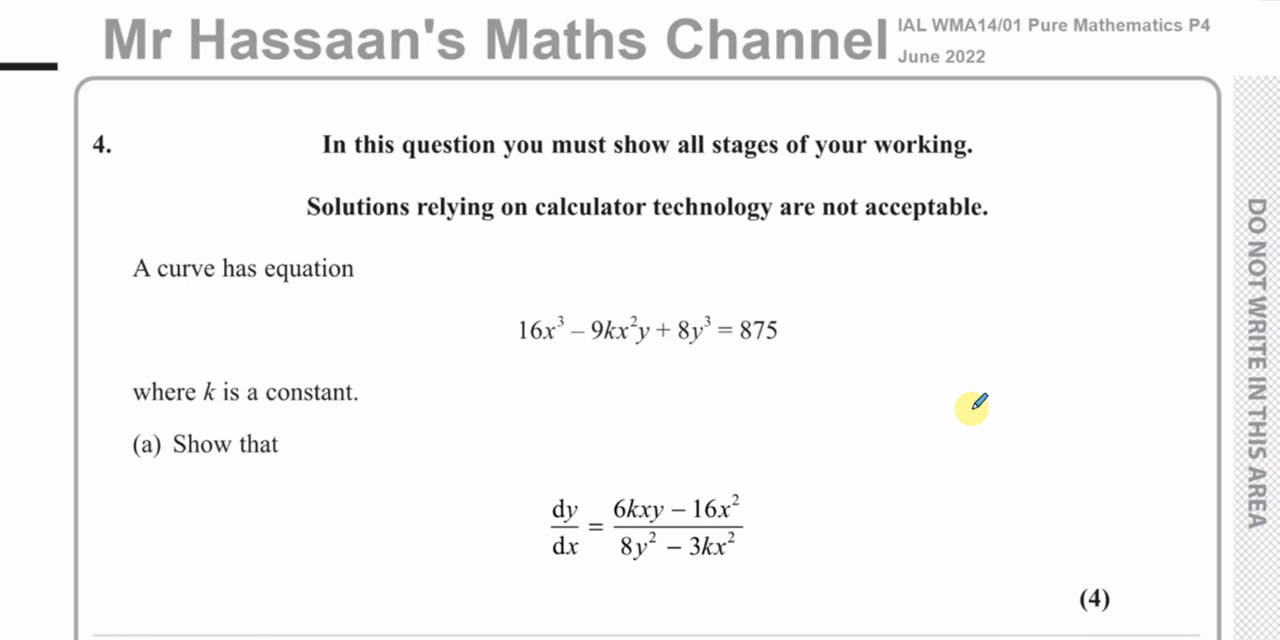 Mr Hassaan's Maths Channel
IAL WMA14/01 Pure Mathematics P4
June 2022
4.
In this question you must show all stages of your working.
Solutions relying on calculator technology are not acceptable.
A curve has equation
16x³ – 9kx²y + 8y³ = 875
where k is a constant.
(a) Show that
dy/dx = (6kxy – 16x²)/(8y² – 3kx²)
(4)
DO NOT WRITE IN THIS AREA